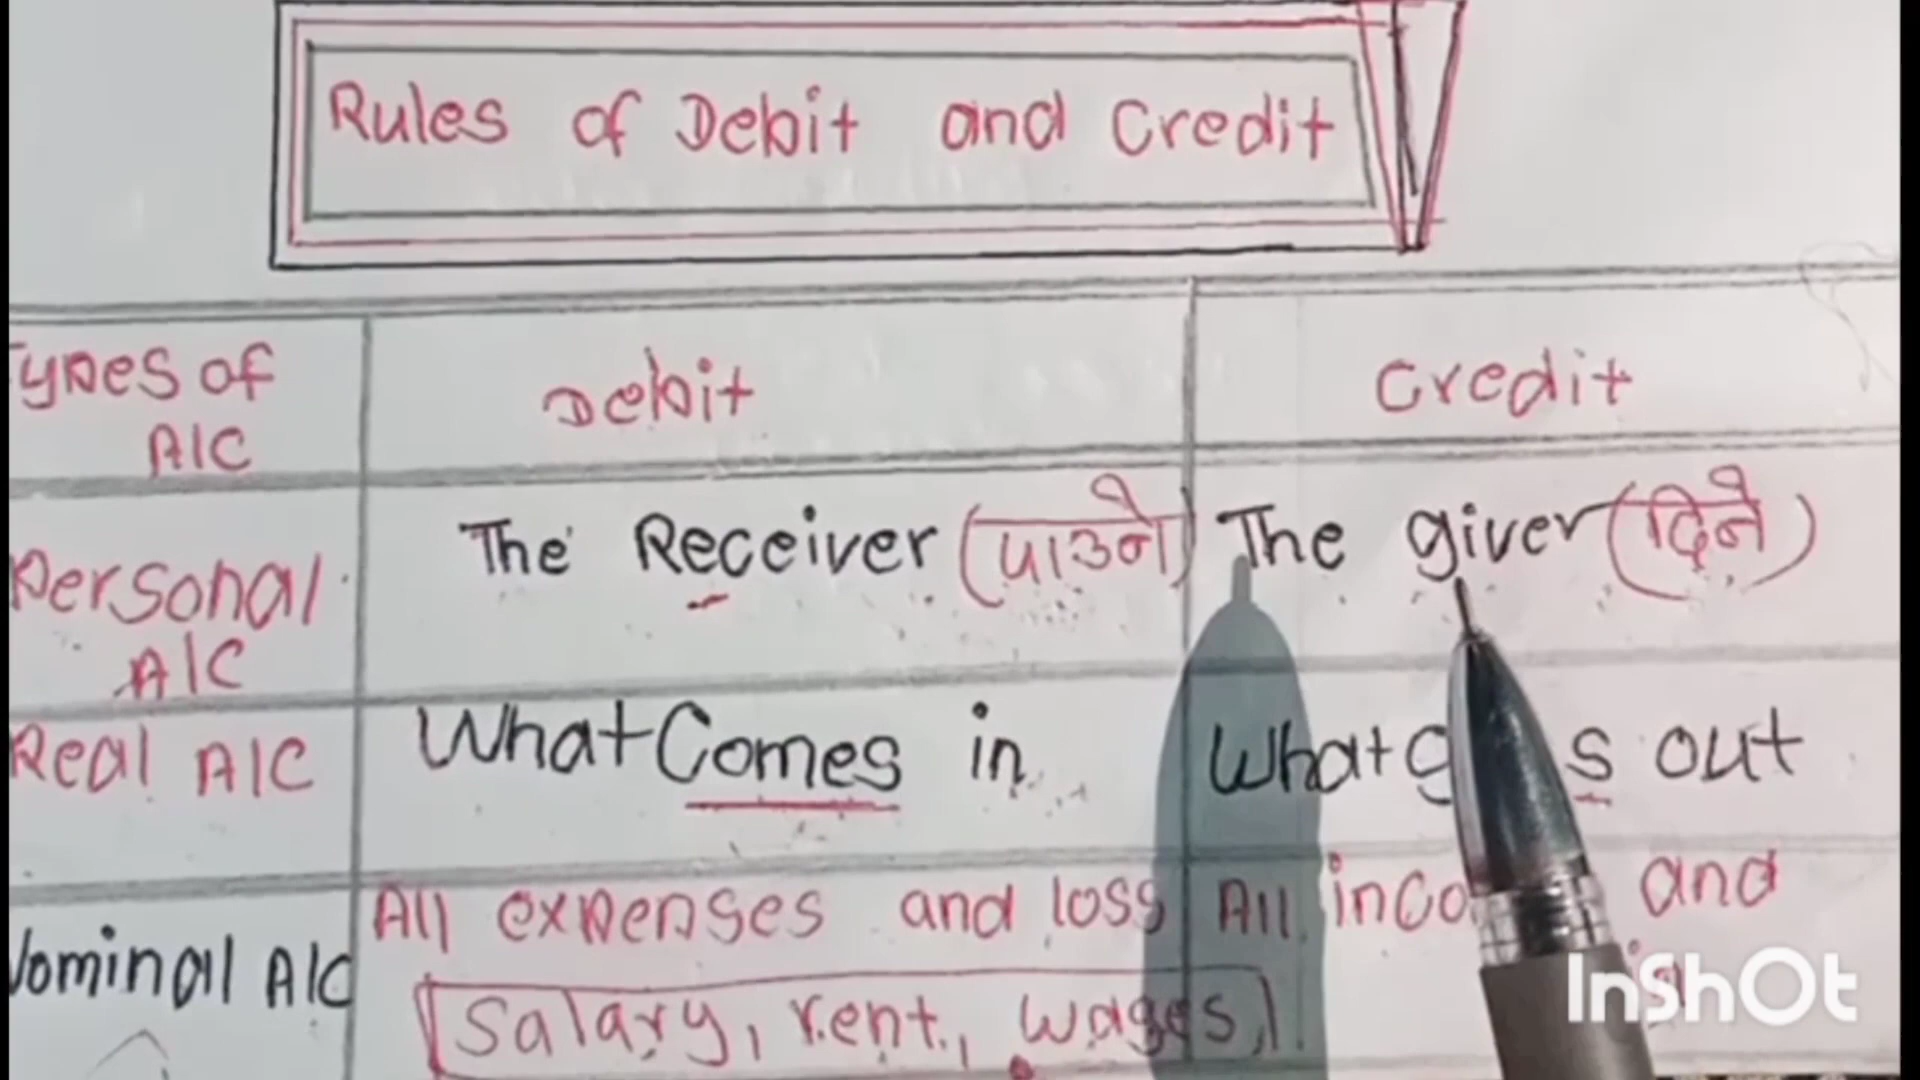 Rules of Debit and Credit
Types of A/C
Debit
Credit
Personal A/C
The Receiver (पाउने)
The giver (दिने)
Real A/C
What Comes in
What out
Nominal A/C
All expenses and loss
All and
Salary, rent, wages,
InShOt